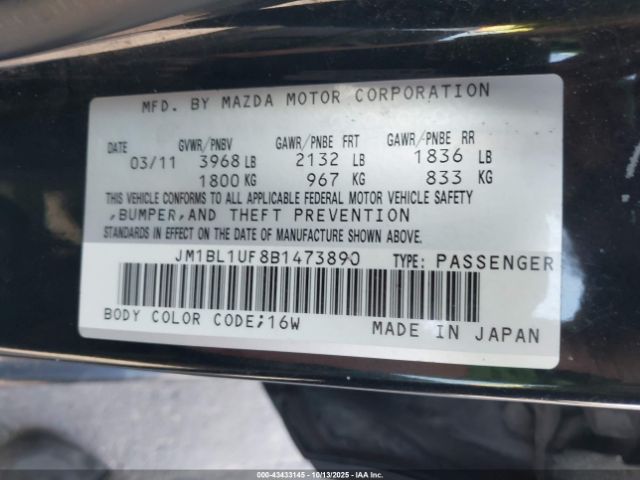 MFD. BY MAZDA MOTOR CORPORATION
DATE GVWR/PNBV GAWR/PNBE FRT GAWR/PNBE RR
03/11 3968 LB 2132 LB 1836 LB
1800 KG 967 KG 833 KG
THIS VEHICLE CONFORMS TO ALL APPLICABLE FEDERAL MOTOR VEHICLE SAFETY
,BUMPER,AND THEFT PREVENTION
STANDARDS IN EFFECT ON THE DATE OF MANUFACTURE SHOWN ABOVE.
JM1BL1UF8B1473890 TYPE: PASSENGER
BODY COLOR CODE;16W MADE IN JAPAN
000-43433145 - 10/13/2025 - IAAC